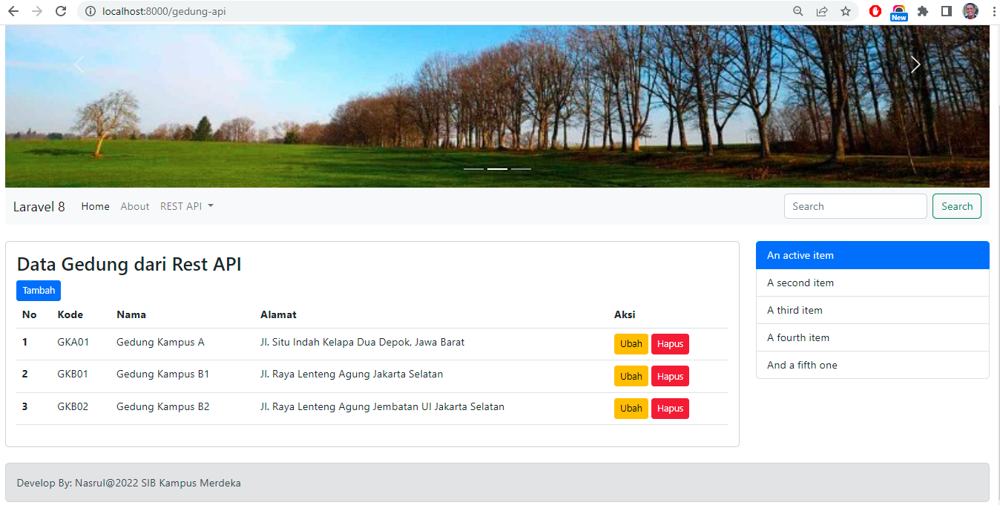 localhost:8000/gedung-api
New
Laravel 8 Home About REST API Search Search
Data Gedung dari Rest API
Tambah
No Kode Nama Alamat Aksi
1 GKA01 Gedung Kampus A Jl. Situ Indah Kelapa Dua Depok, Jawa Barat Ubah Hapus
2 GKB01 Gedung Kampus B1 Jl. Raya Lenteng Agung Jakarta Selatan Ubah Hapus
3 GKB02 Gedung Kampus B2 Jl. Raya Lenteng Agung Jembatan UI Jakarta Selatan Ubah Hapus
An active item
A second item
A third item
A fourth item
And a fifth one
Develop By: Nasrul@2022 SIB Kampus Merdeka